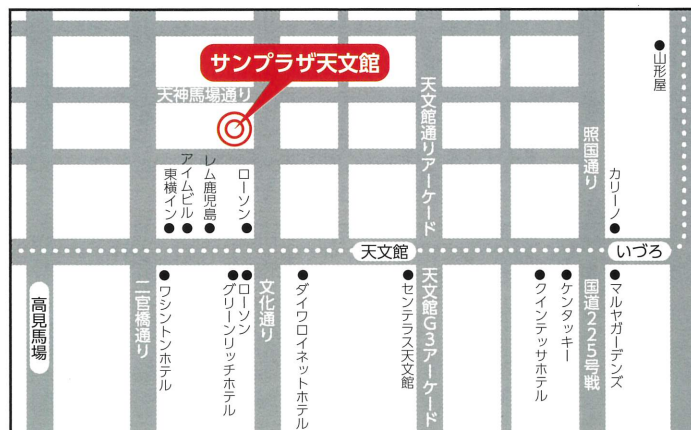 サンプラザ天文館
天神馬場通り
天文館通りアーケード
照国通り
山形屋
東横イン
アイムビル
レム鹿児島
ローソン
カリーノ
天文館
いづろ
高見馬場
二官橋通り
ワシントンホテル
グリーンリッチホテル
ローソン
文化通り
ダイワロイネットホテル
センテラス天文館
天文館G3アーケード
クインテッサホテル
ケンタッキー
国道225号戦
マルヤガーデンズ